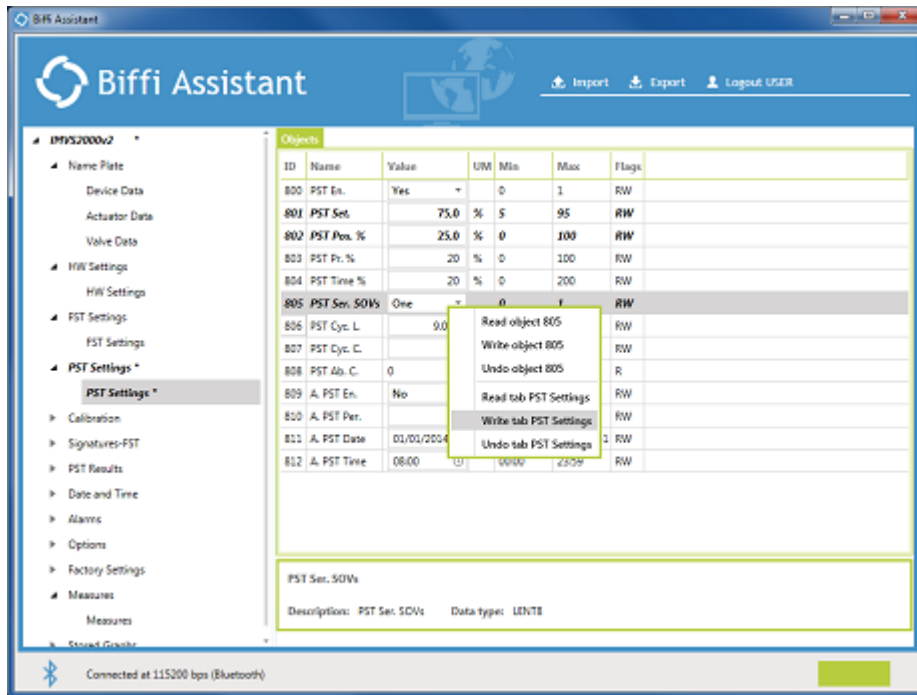 Biffi Assistant
Biffi Assistant
Import Export Logout USER
IMVS2000v2 *
Name Plate
Device Data
Actuator Data
Valve Data
HW Settings
HW Settings
FST Settings
FST Settings
PST Settings *
PST Settings *
Calibration
Signatures-FST
PST Results
Date and Time
Alarms
Options
Factory Settings
Measures
Measures
Stored Graphs
Objects
ID Name Value UM Min Max Flags
800 PST En. Yes 0 1 RW
801 PST Set. 75.0 % 5 95 RW
802 PST Pos. % 25.0 % 0 100 RW
803 PST Pr. % 20 % 0 100 RW
804 PST Time % 20 % 0 200 RW
805 PST Ser. SOVs One 0 1 RW
806 PST Cyc. L. 9.0 RW
807 PST Cyc. C. RW
808 PST Ab. C. 0 R
809 A. PST En. No RW
810 A. PST Per. RW
811 A. PST Date 01/01/2014 1 RW
812 A. PST Time 08:00 00:00 23:59 RW
Read object 805
Write object 805
Undo object 805
Read tab PST Settings
Write tab PST Settings
Undo tab PST Settings
PST Ser. SOVs
Description: PST Ser. SOVs Data type: UINT8
Connected at 115200 bps (Bluetooth)